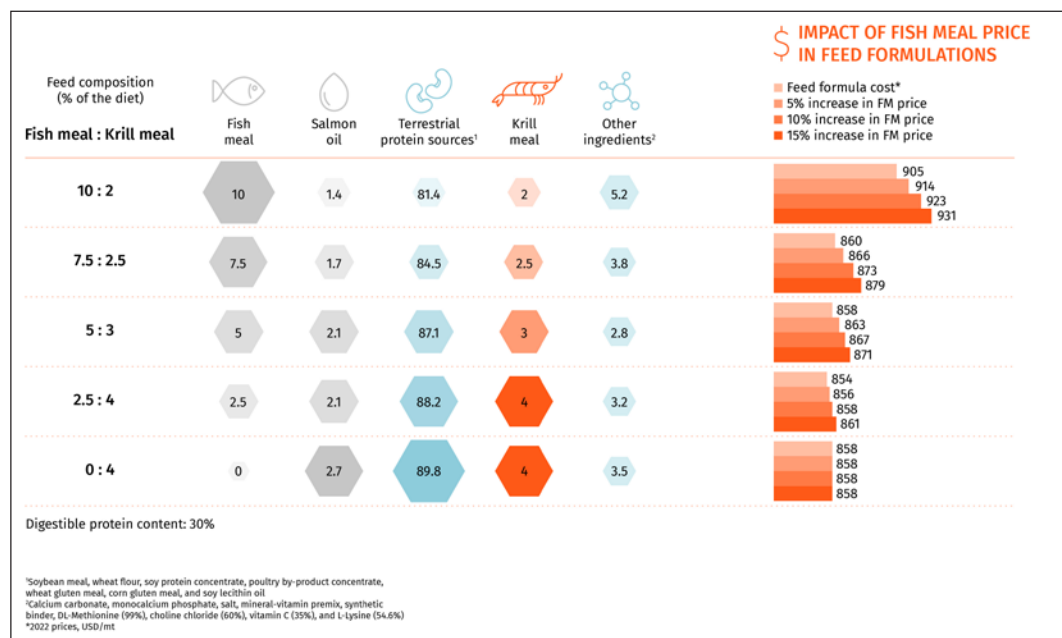 $ IMPACT OF FISH MEAL PRICE
IN FEED FORMULATIONS
Feed composition
(% of the diet)
Fish meal : Krill meal
Fish
meal
Salmon
oil
Terrestrial
protein sources¹
Krill
meal
Other
ingredients²
Feed formula cost*
5% increase in FM price
10% increase in FM price
15% increase in FM price
10 : 2
10
1.4
81.4
2
5.2
905
914
923
931
7.5 : 2.5
7.5
1.7
84.5
2.5
3.8
860
866
873
879
5 : 3
5
2.1
87.1
3
2.8
858
863
867
871
2.5 : 4
2.5
2.1
88.2
4
3.2
854
856
858
861
0 : 4
0
2.7
89.8
4
3.5
858
858
858
858
Digestible protein content: 30%
¹Soybean meal, wheat flour, soy protein concentrate, poultry by-product concentrate,
wheat gluten meal, corn gluten meal, and soy lecithin oil
²Calcium carbonate, monocalcium phosphate, salt, mineral-vitamin premix, synthetic
binder, DL-Methionine (99%), choline chloride (60%), vitamin C (35%), and L-Lysine (54.6%)
*2022 prices, USD/mt